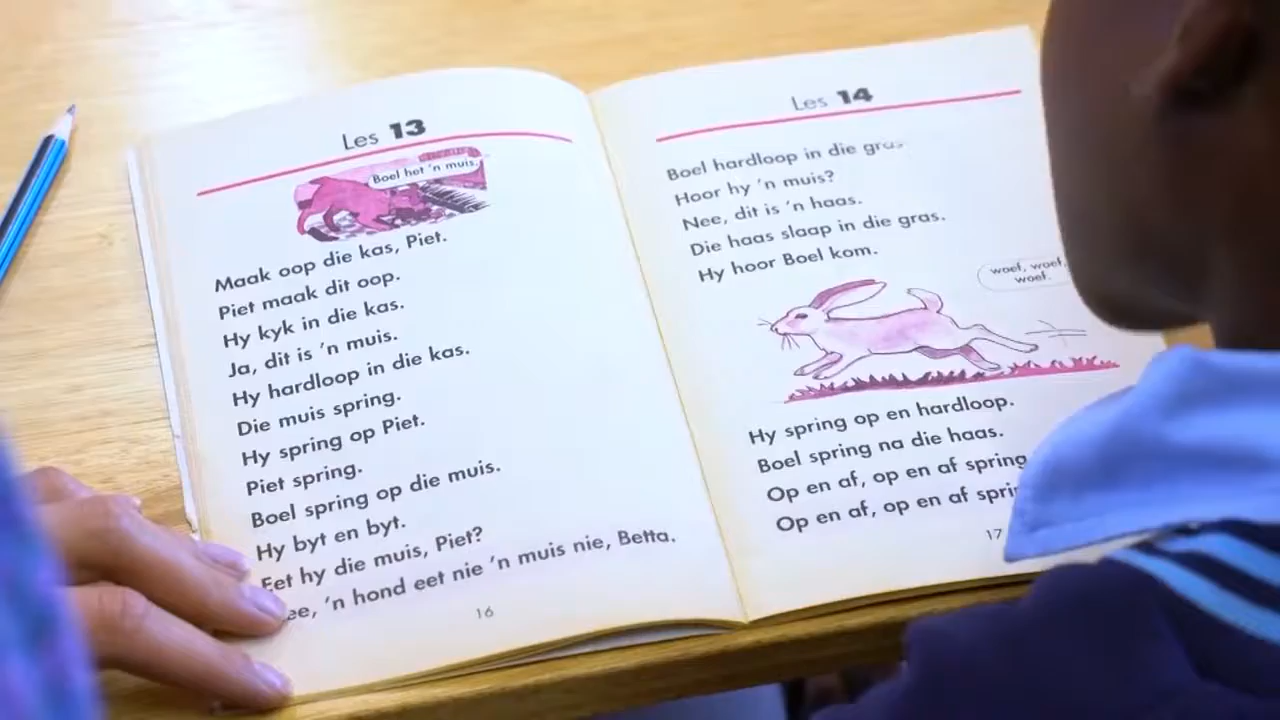 Les 13
Boel het 'n muis.
Maak oop die kas, Piet.
Piet maak dit oop.
Hy kyk in die kas.
Ja, dit is 'n muis.
Hy hardloop in die kas.
Die muis spring.
Hy spring op Piet.
Piet spring.
Boel spring op die muis.
Hy byt en byt.
Eet hy die muis, Piet?
'n hond eet nie 'n muis nie, Betta.
16
Les 14
Boel hardloop in die gras
Hoor hy 'n muis?
Nee, dit is 'n haas.
Die haas slaap in die gras.
Hy hoor Boel kom.
woef, woef,
woef.
Hy spring op en hardloop.
Boel spring na die haas.
Op en af, op en af spring
Op en af, op en af
17